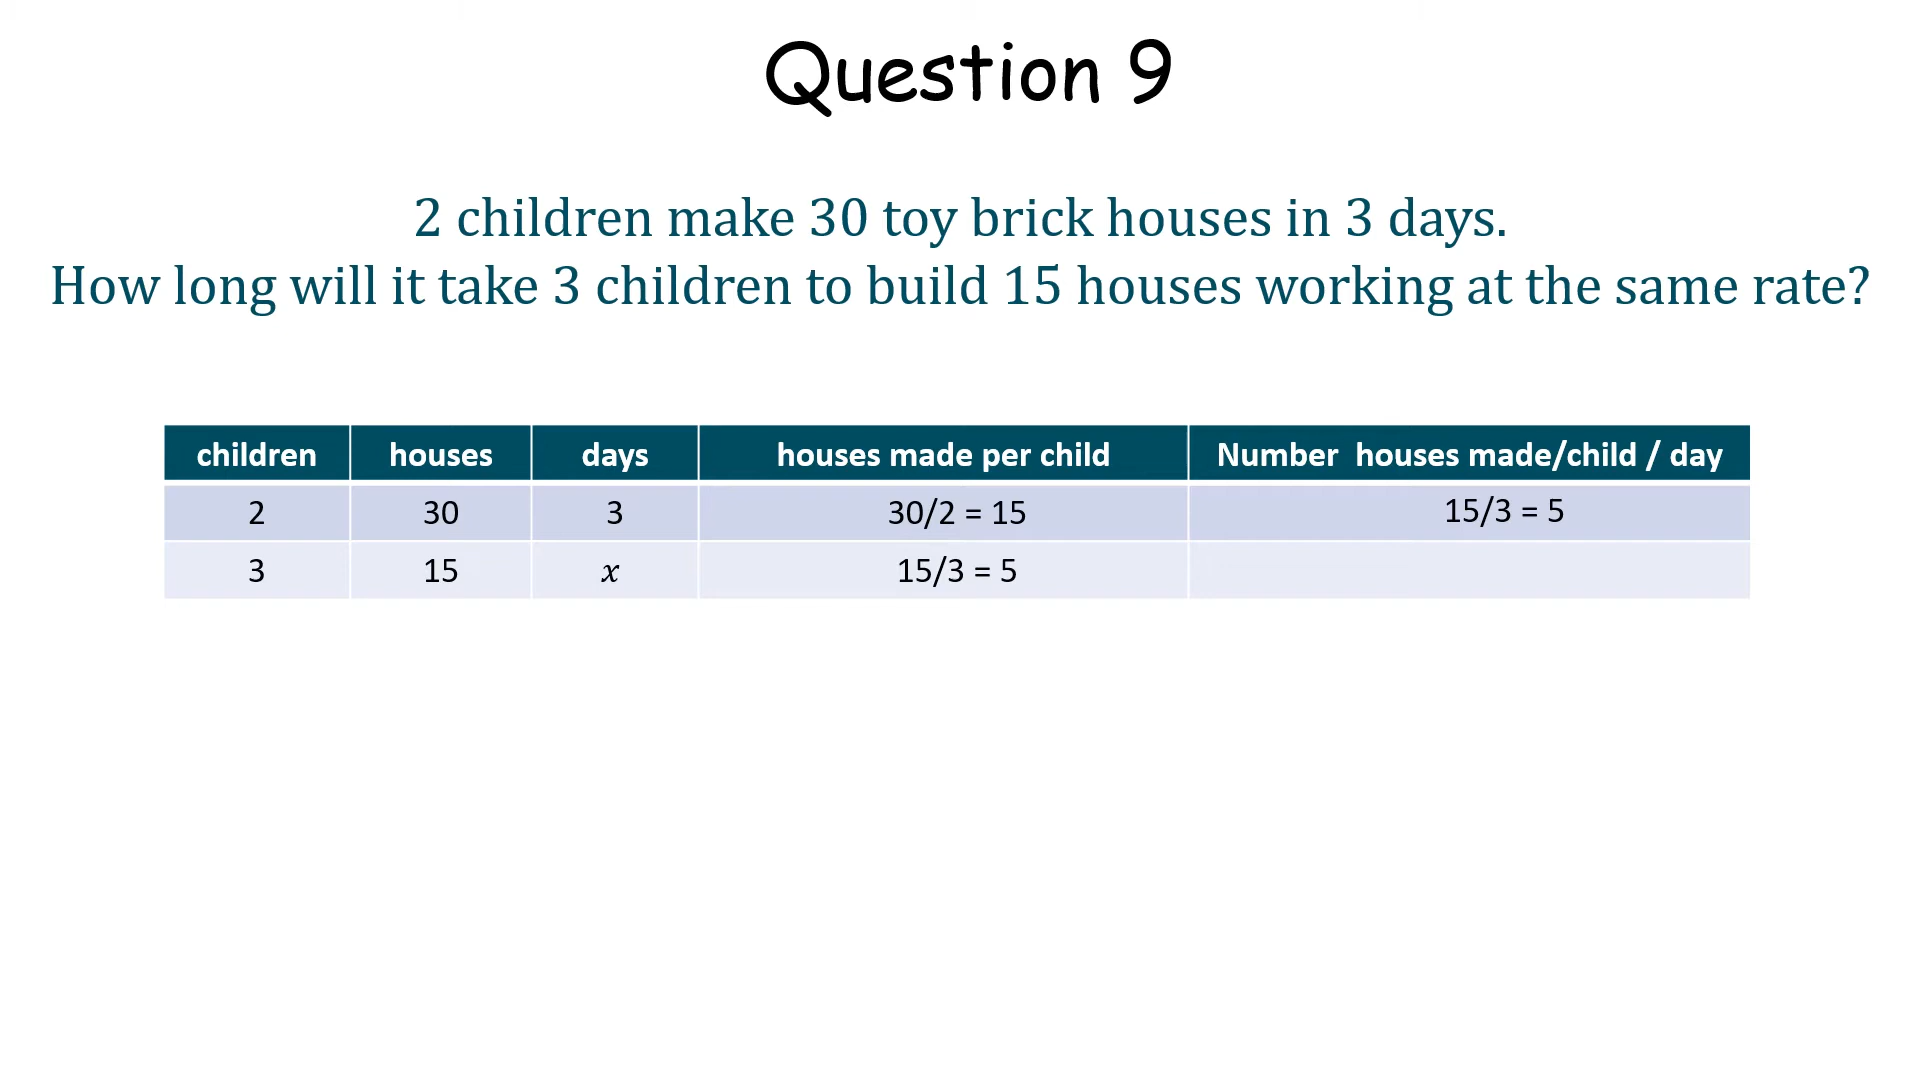 Question 9
2 children make 30 toy brick houses in 3 days.
How long will it take 3 children to build 15 houses working at the same rate?
children houses days houses made per child Number houses made/child / day
2 30 3 30/2 = 15 15/3 = 5
3 15 x 15/3 = 5